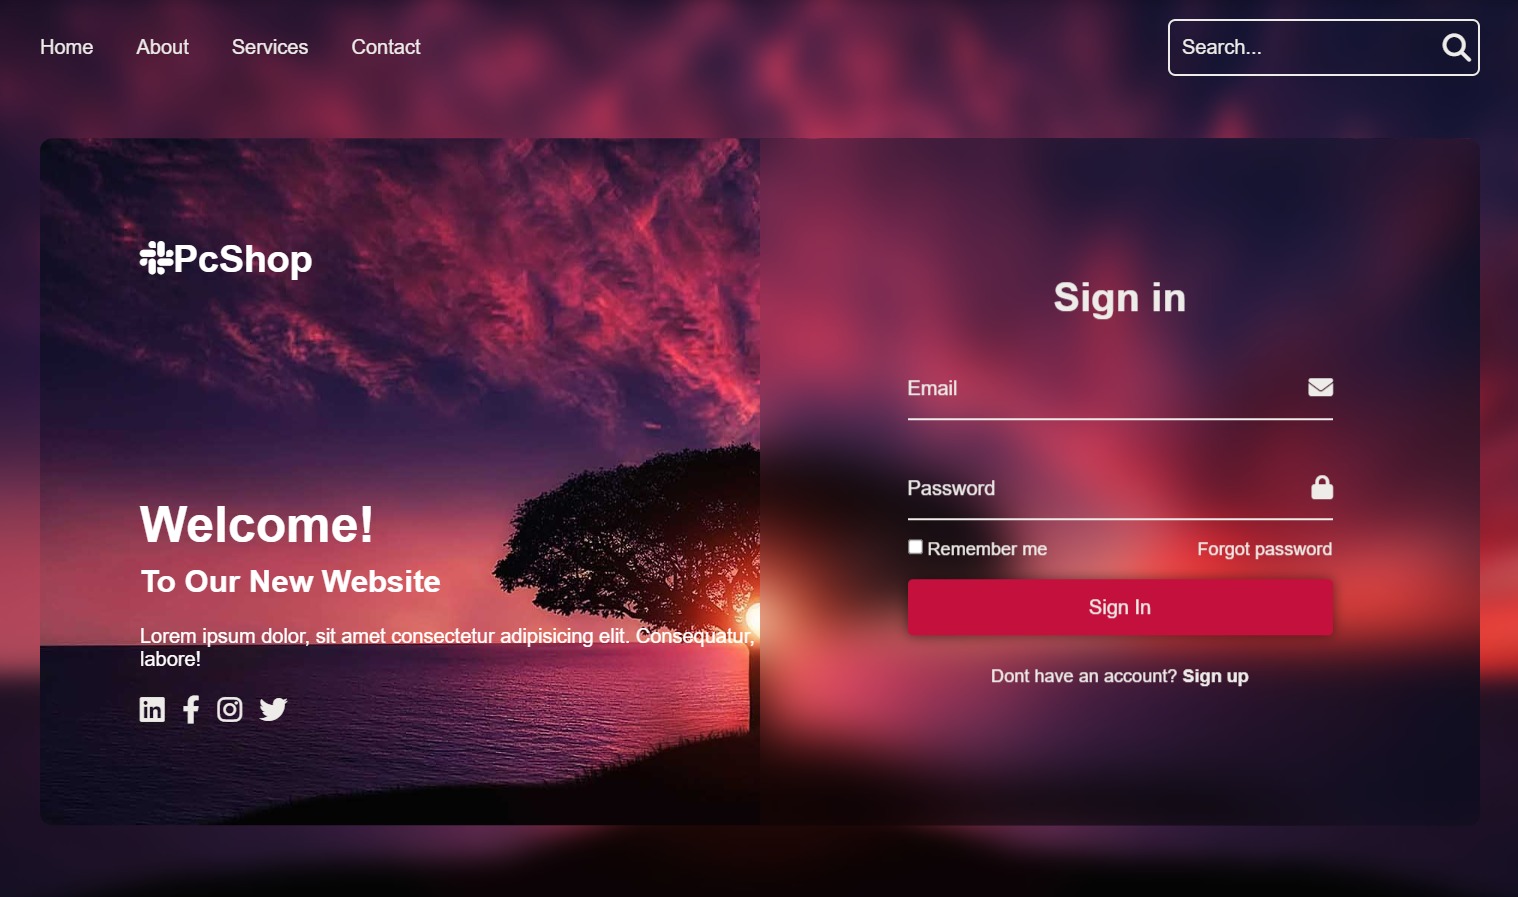 Home About Services Contact Search...
PcShop
Welcome!
To Our New Website
Lorem ipsum dolor, sit amet consectetur adipisicing elit. Consequatur,
labore!
Sign in
Email
Password
Remember me Forgot password
Sign In
Dont have an account? Sign up